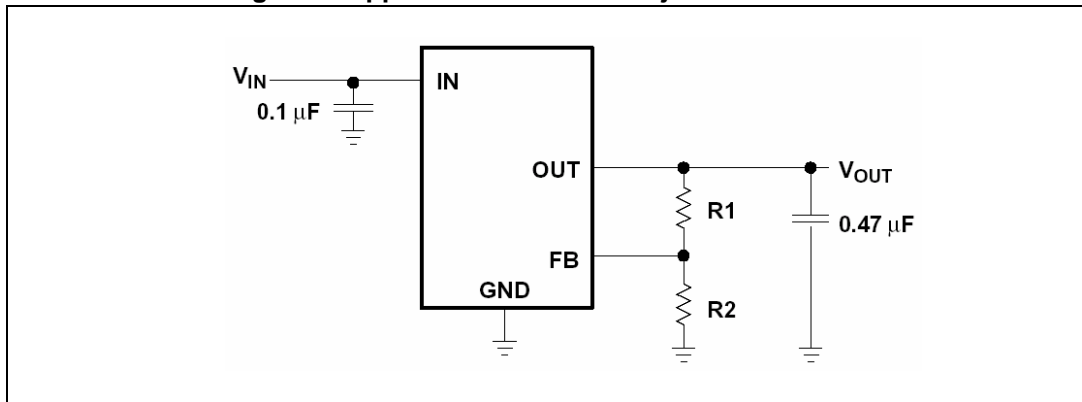 V_IN
IN
0.1 μF
OUT
V_OUT
R1
0.47 μF
FB
GND
R2